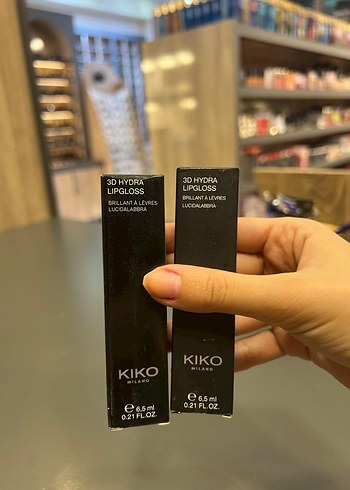 3D HYDRA
LIPGLOSS
BRILLANT À LÈVRES
LUCIDALABBRA
KIKO
MILANO
℮ 6,5 ml
0.21 FL.OZ.
3D HYDRA
LIPGLOSS
BRILLANT À LÈVRES
LUCIDALABBRA
KIKO
MILANO
℮ 6,5 ml
0.21 FL.OZ.